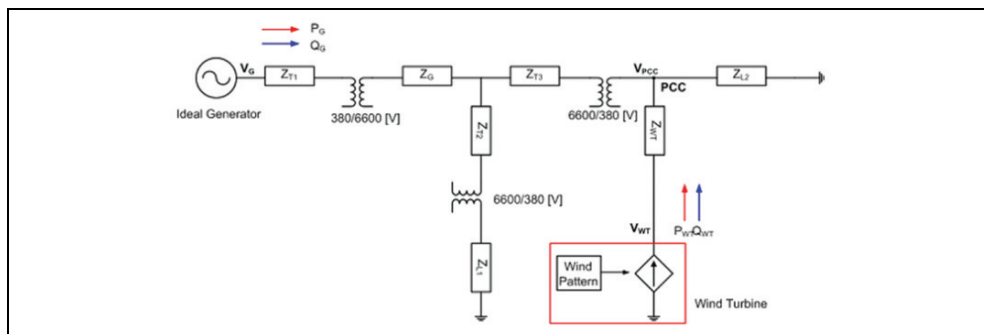 P_G
Q_G
V_G
Z_T1
Z_G
Z_T3
V_PCC
Z_L2
PCC
Ideal Generator
380/6600 [V]
6600/380 [V]
Z_T2
Z_WT
6600/380 [V]
V_WT
P_WT Q_WT
Z_L1
Wind
Pattern
Wind Turbine